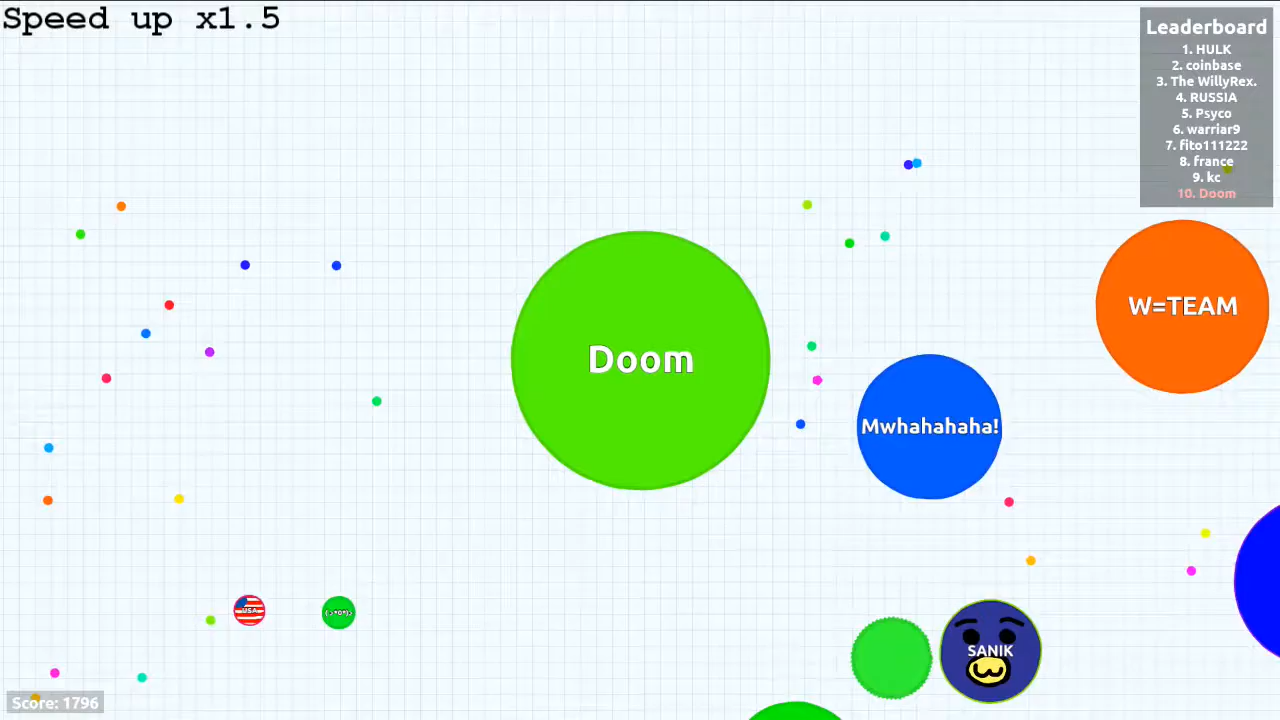 Speed up x1.5
Leaderboard
1. HULK
2. coinbase
3. The WillyRex.
4. RUSSIA
5. Psyco
6. warriar9
7. fito111222
8. france
9. kc
10. Doom
W=TEAM
Doom
Mwhahahaha!
USA
SANIK
Score: 1796